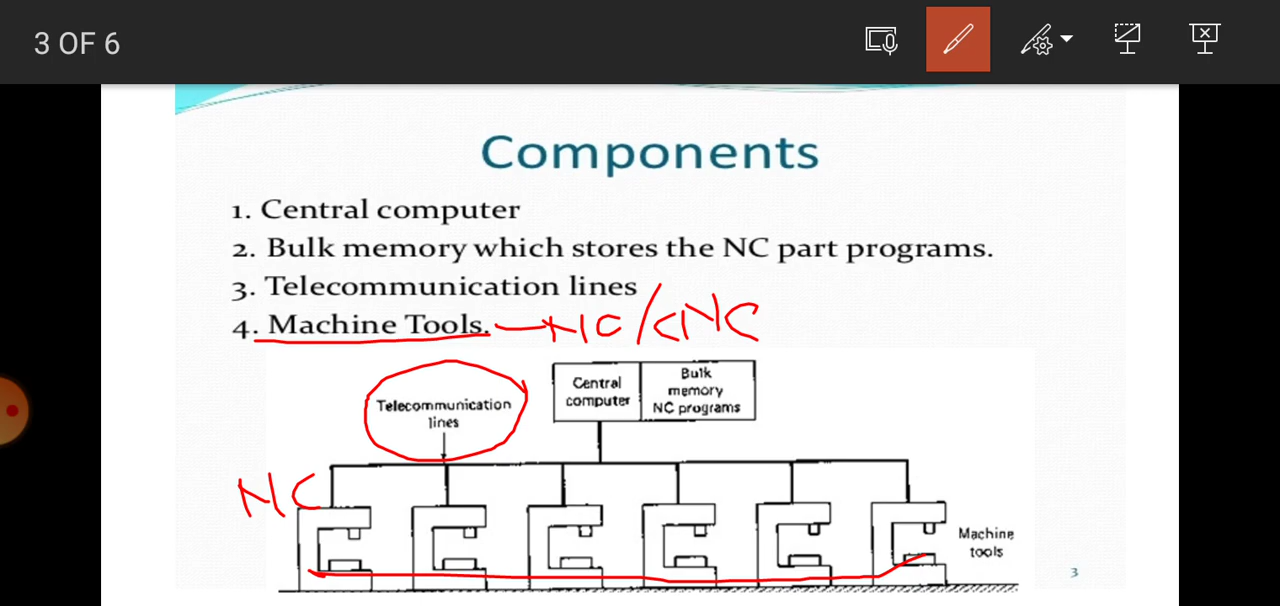 3 OF 6
Components
1. Central computer
2. Bulk memory which stores the NC part programs.
3. Telecommunication lines
4. Machine Tools. NC/CNC
Telecommunication
lines
Central
computer
Bulk
memory
NC programs
NC
Machine
tools
3